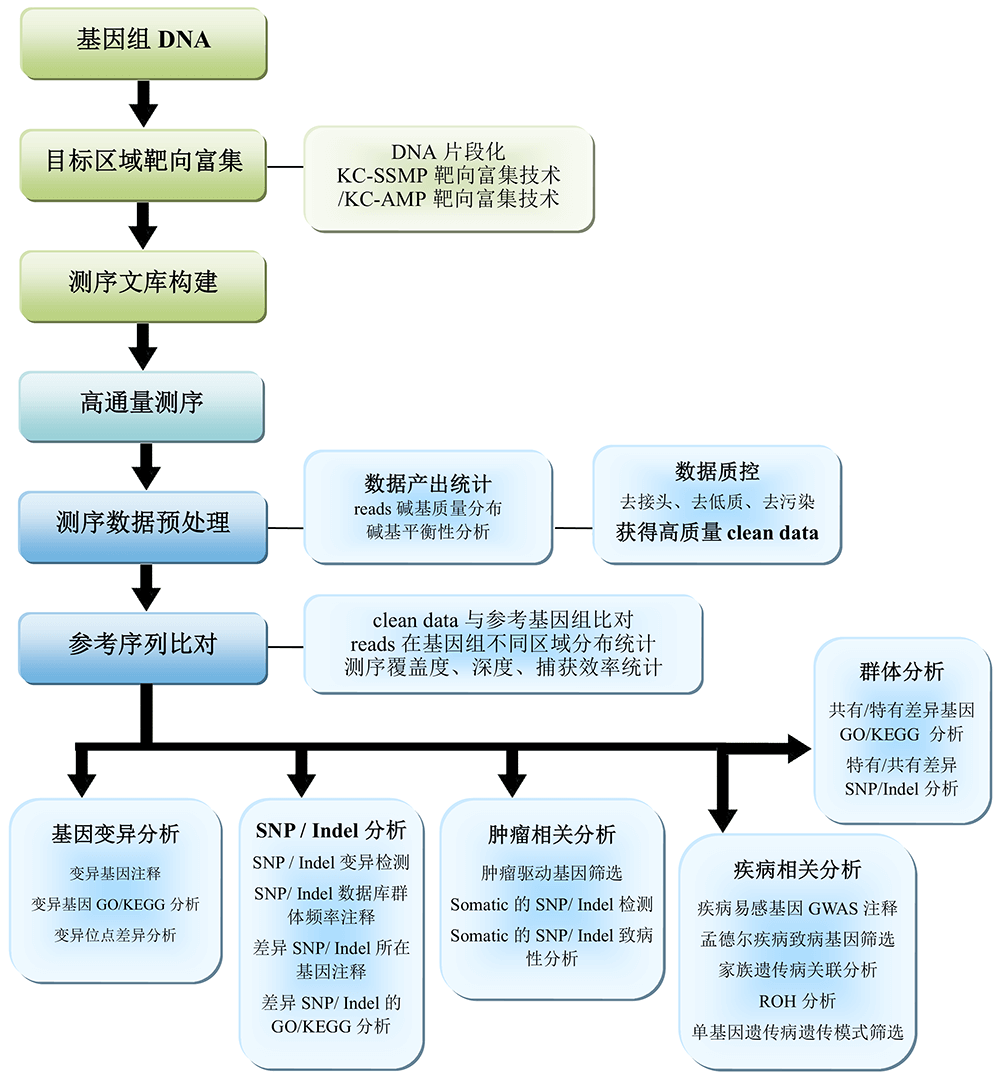 基因组 DNA
目标区域靶向富集
DNA 片段化
KC-SSMP 靶向富集技术
/KC-AMP 靶向富集技术
测序文库构建
高通量测序
测序数据预处理
数据产出统计
reads 碱基质量分布
碱基平衡性分析
数据质控
去接头、去低质、去污染
获得高质量 clean data
参考序列比对
clean data 与参考基因组比对
reads 在基因组不同区域分布统计
测序覆盖度、深度、捕获效率统计
群体分析
共有/特有差异基因
GO/KEGG 分析
特有/共有差异
SNP/Indel 分析
基因变异分析
变异基因注释
变异基因 GO/KEGG 分析
变异位点差异分析
SNP / Indel 分析
SNP / Indel 变异检测
SNP/ Indel 数据库群
体频率注释
差异 SNP/ Indel 所在
基因注释
差异 SNP/ Indel 的
GO/KEGG 分析
肿瘤相关分析
肿瘤驱动基因筛选
Somatic 的 SNP/ Indel 检测
Somatic 的 SNP/ Indel 致病
性分析
疾病相关分析
疾病易感基因 GWAS 注释
孟德尔疾病致病基因筛选
家族遗传病关联分析
ROH 分析
单基因遗传病遗传模式筛选